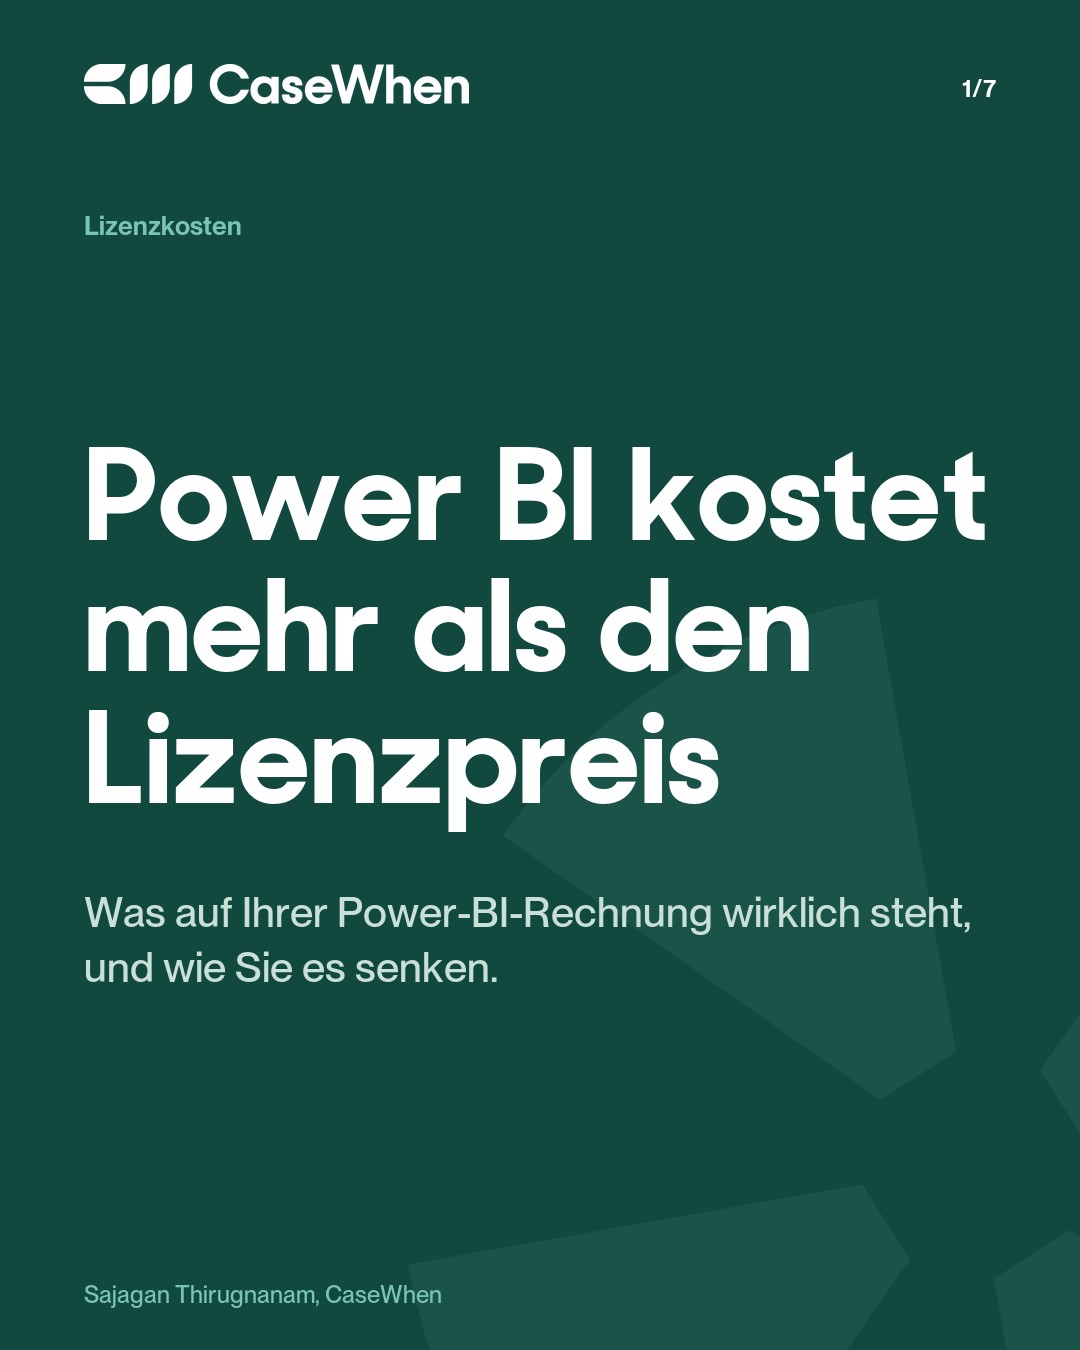 CaseWhen
1/7
Lizenzkosten
Power BI kostet
mehr als den
Lizenzpreis
Was auf Ihrer Power-BI-Rechnung wirklich steht,
und wie Sie es senken.
Sajagan Thirugnanam, CaseWhen